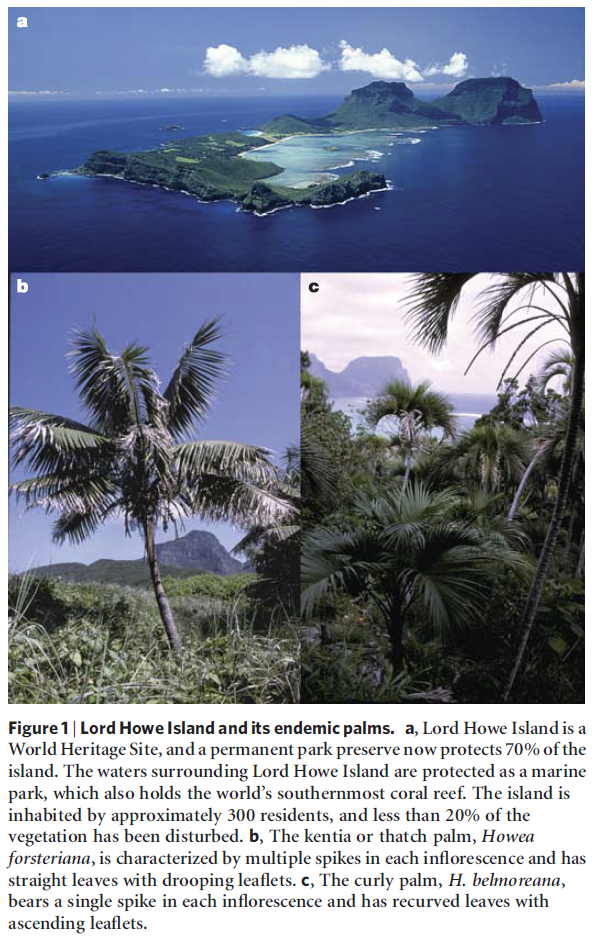 a
b
c
Figure 1 | Lord Howe Island and its endemic palms. a, Lord Howe Island is a
World Heritage Site, and a permanent park preserve now protects 70% of the
island. The waters surrounding Lord Howe Island are protected as a marine
park, which also holds the world's southernmost coral reef. The island is
inhabited by approximately 300 residents, and less than 20% of the
vegetation has been disturbed. b, The kentia or thatch palm, Howea
forsteriana, is characterized by multiple spikes in each inflorescence and has
straight leaves with drooping leaflets. c, The curly palm, H. belmoreana,
bears a single spike in each inflorescence and has recurved leaves with
ascending leaflets.